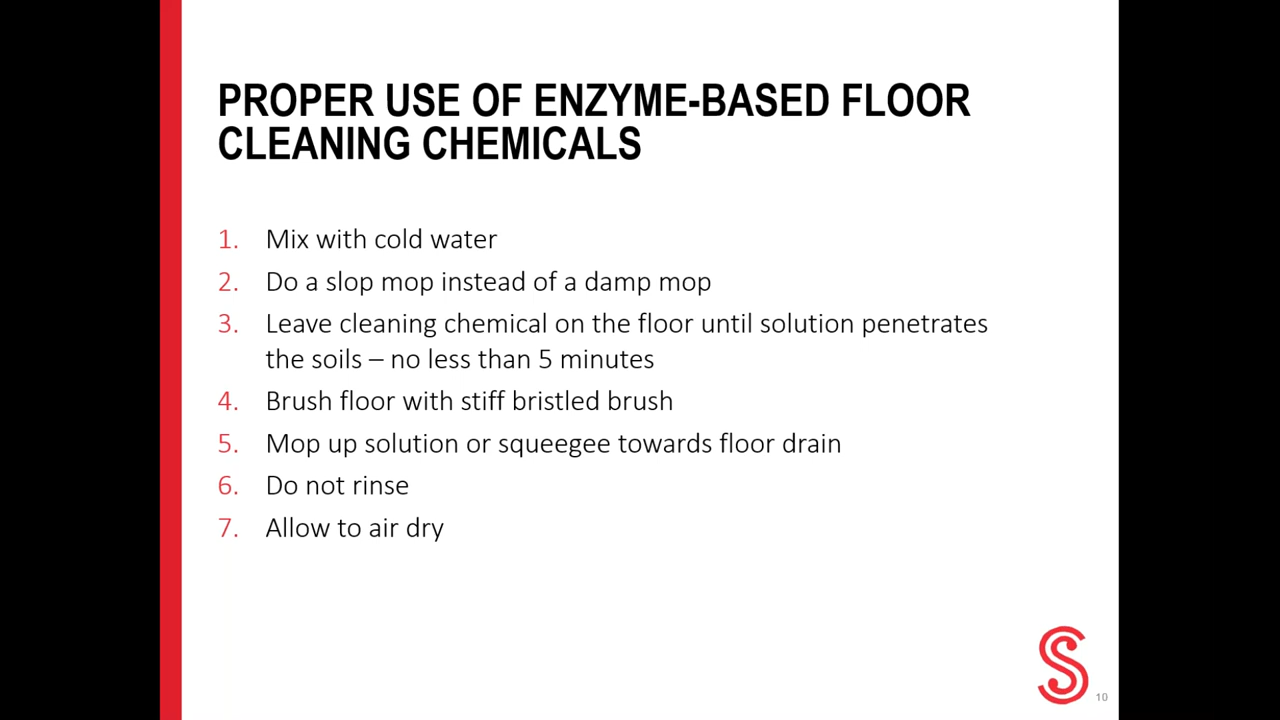 PROPER USE OF ENZYME-BASED FLOOR
CLEANING CHEMICALS
1. Mix with cold water
2. Do a slop mop instead of a damp mop
3. Leave cleaning chemical on the floor until solution penetrates
the soils – no less than 5 minutes
4. Brush floor with stiff bristled brush
5. Mop up solution or squeegee towards floor drain
6. Do not rinse
7. Allow to air dry
S
10